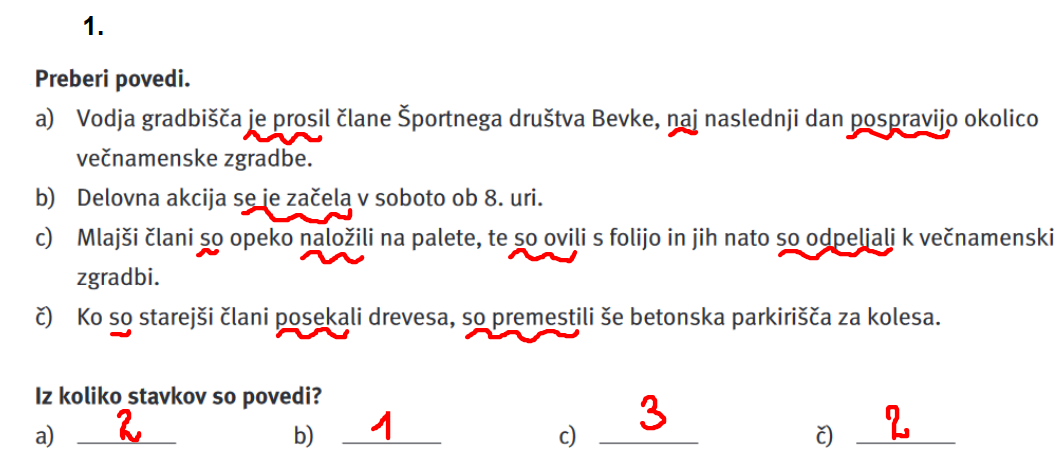 1.
Preberi povedi.
a) Vodja gradbišča je prosil člane Športnega društva Bevke, naj naslednji dan pospravijo okolico
večnamenske zgradbe.
b) Delovna akcija se je začela v soboto ob 8. uri.
c) Mlajši člani so opeko naložili na palete, te so ovili s folijo in jih nato so odpeljali k večnamenski
zgradbi.
č) Ko so starejši člani posekali drevesa, so premestili še betonska parkirišča za kolesa.
Iz koliko stavkov so povedi?
a) 2 b) 1 c) 3 č) 2